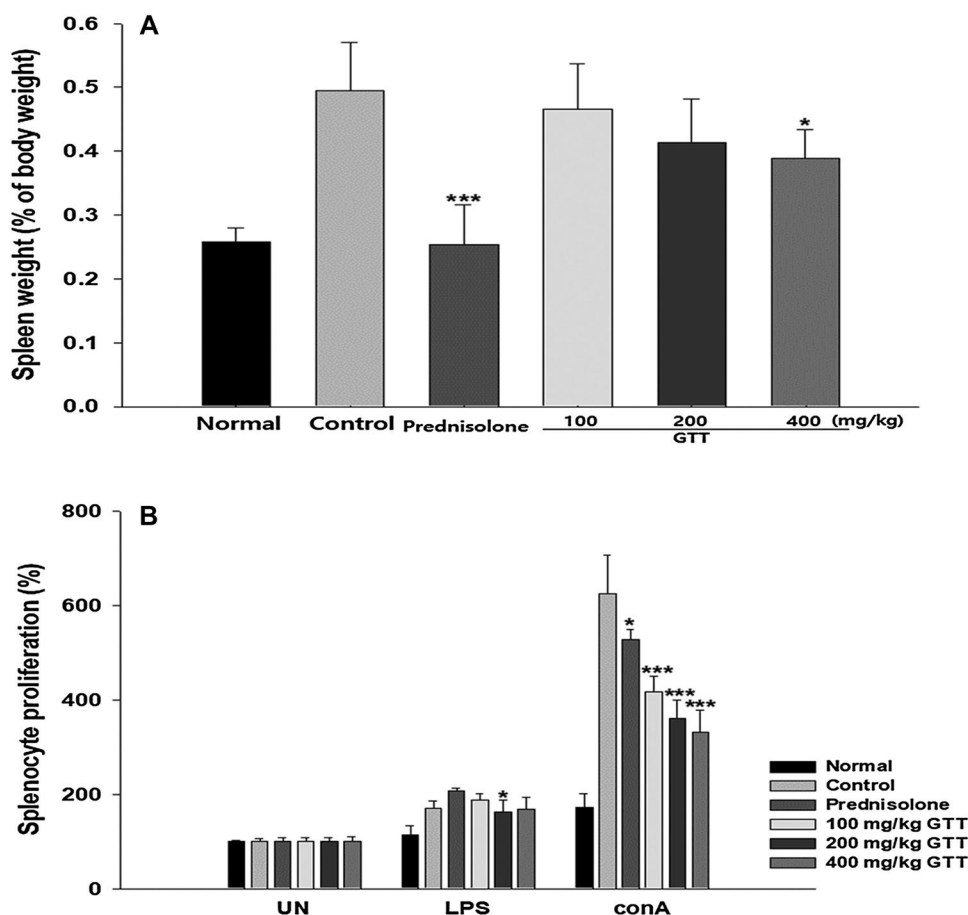 A
Spleen weight (% of body weight)
0.6
0.5
0.4
0.3
0.2
0.1
0.0
***
*
Normal Control Prednisolone 100 200 400 (mg/kg)
GTT
B
Splenocyte proliferation (%)
800
600
400
200
0
*
*
***
***
***
UN LPS conA
Normal
Control
Prednisolone
100 mg/kg GTT
200 mg/kg GTT
400 mg/kg GTT